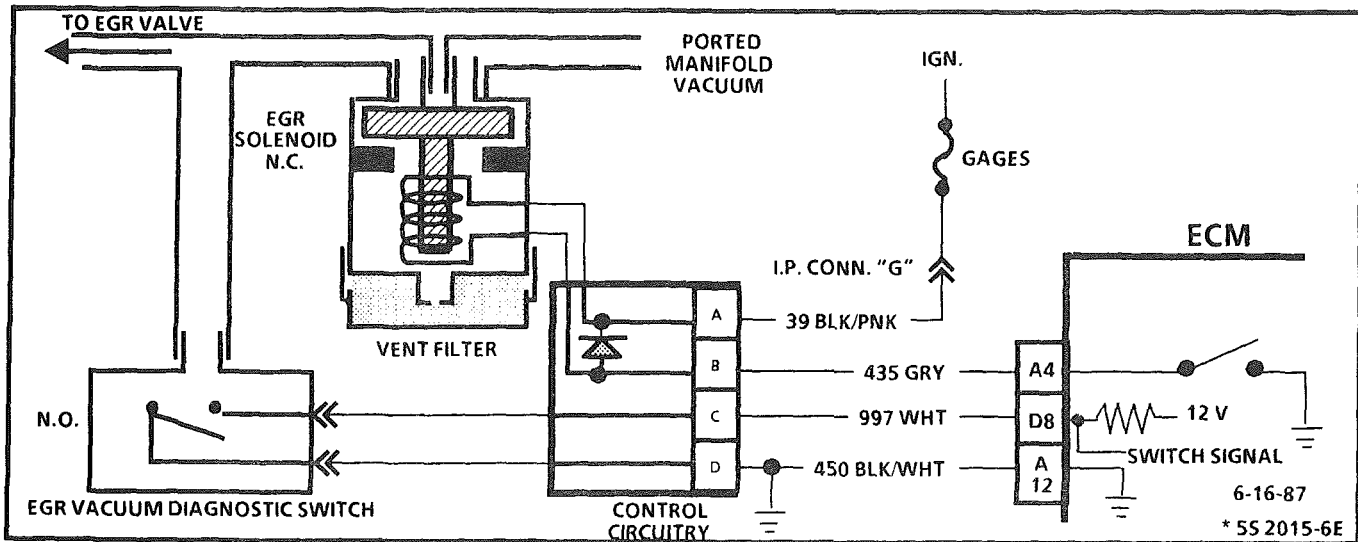 TO EGR VALVE
PORTED
MANIFOLD
VACUUM
IGN.
EGR
SOLENOID
N.C.
GAGES
ECM
I.P. CONN. "G"
VENT FILTER
A
39 BLK/PNK
B
435 GRY
A4
N.O.
C
997 WHT
D8
12 V
SWITCH SIGNAL
D
450 BLK/WHT
A
12
EGR VACUUM DIAGNOSTIC SWITCH
CONTROL
CIRCUITRY
6-16-87
* 5S 2015-6E